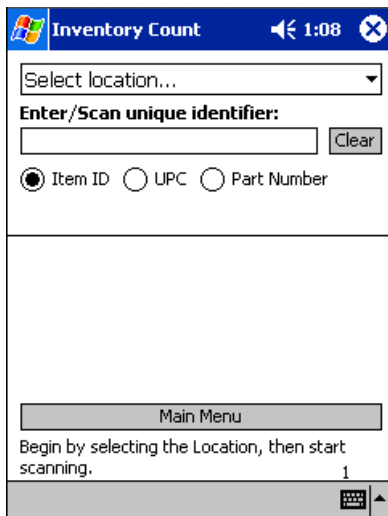 Inventory Count 1:08
Select location...
Enter/Scan unique identifier:
Clear
Item ID UPC Part Number
Main Menu
Begin by selecting the Location, then start
scanning.
1